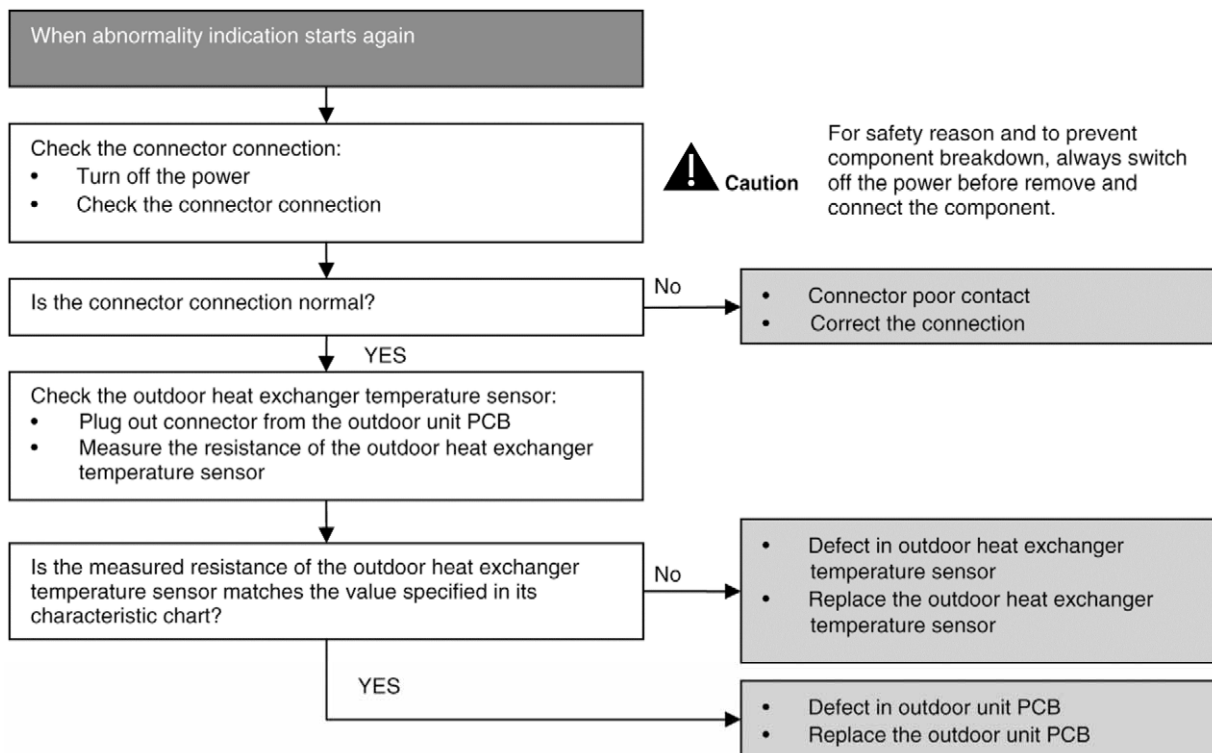 When abnormality indication starts again
Check the connector connection:
• Turn off the power
• Check the connector connection
Caution
For safety reason and to prevent
component breakdown, always switch
off the power before remove and
connect the component.
Is the connector connection normal?
No
• Connector poor contact
• Correct the connection
YES
Check the outdoor heat exchanger temperature sensor:
• Plug out connector from the outdoor unit PCB
• Measure the resistance of the outdoor heat exchanger
temperature sensor
Is the measured resistance of the outdoor heat exchanger
temperature sensor matches the value specified in its
characteristic chart?
No
• Defect in outdoor heat exchanger
temperature sensor
• Replace the outdoor heat exchanger
temperature sensor
YES
• Defect in outdoor unit PCB
• Replace the outdoor unit PCB